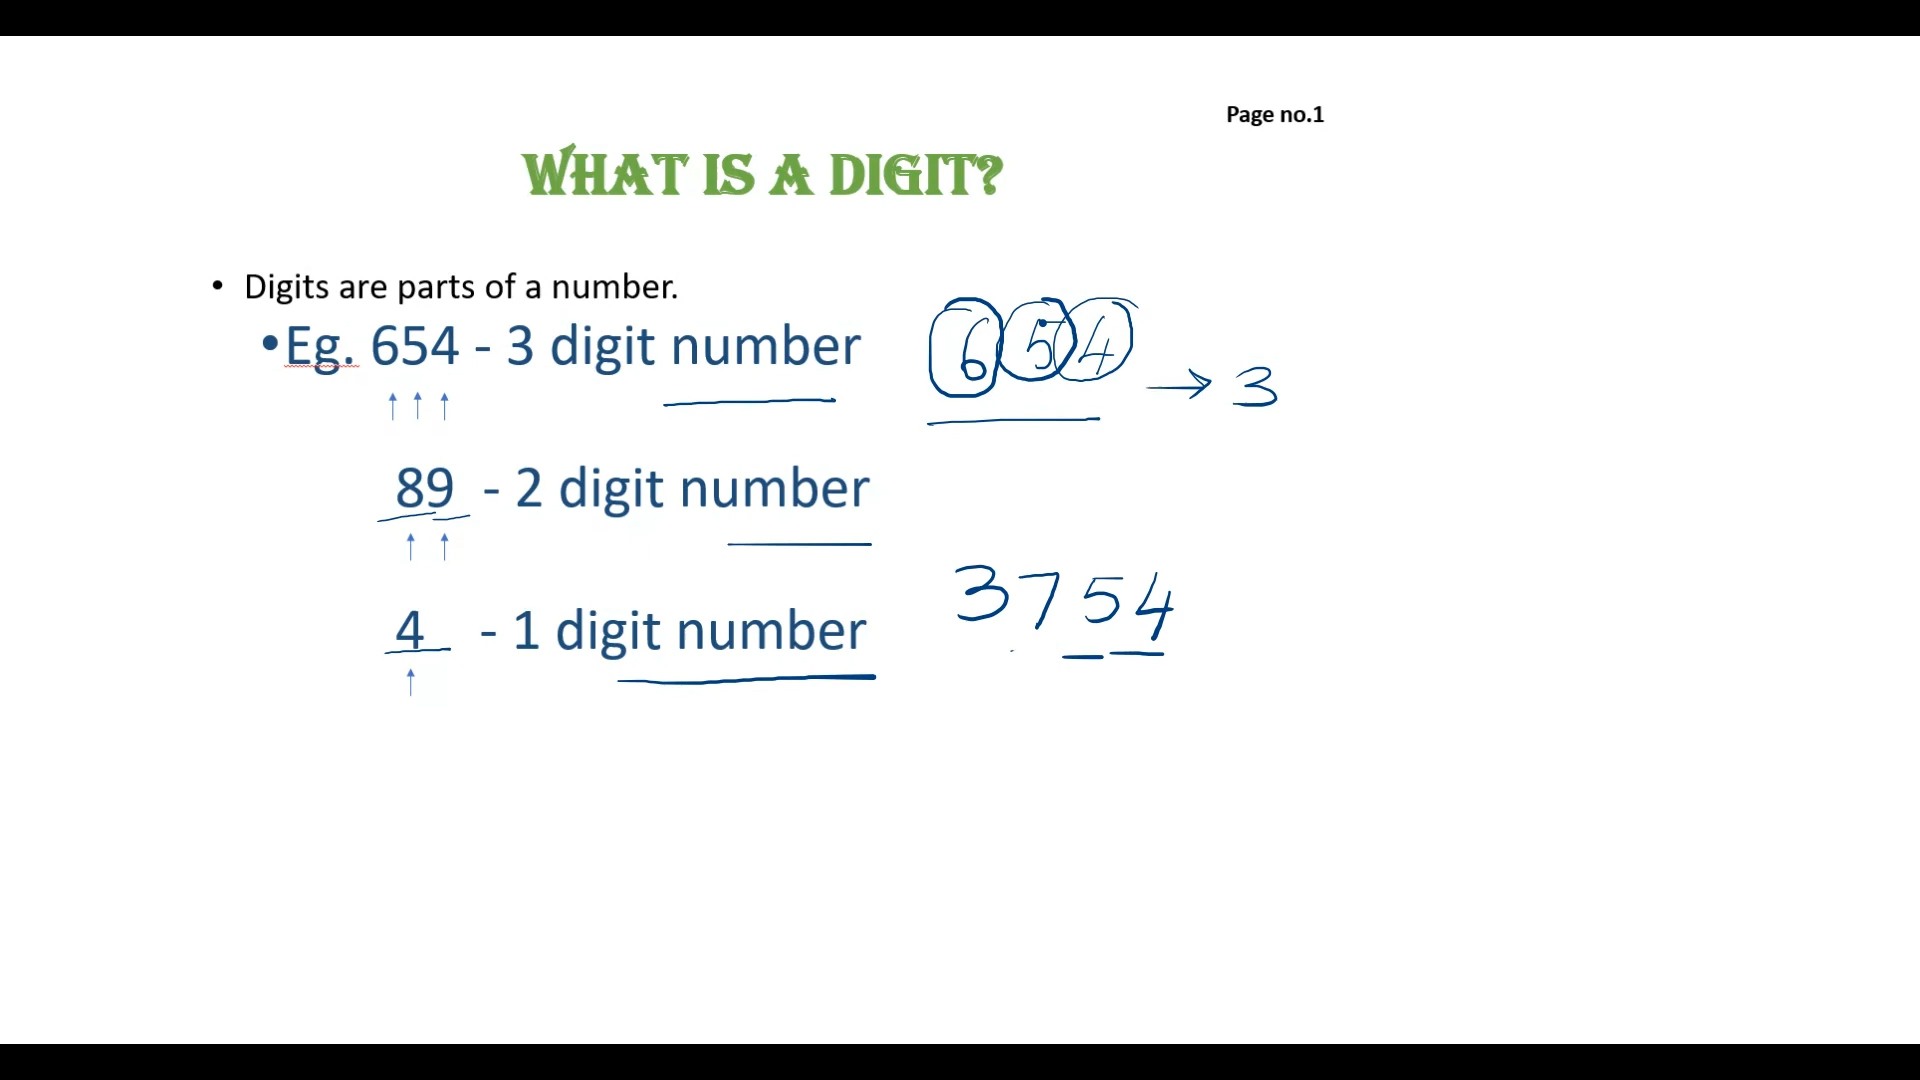 Page no.1
WHAT IS A DIGIT?
• Digits are parts of a number.
•Eg. 654 - 3 digit number
654 → 3
89 - 2 digit number
3754
4 - 1 digit number